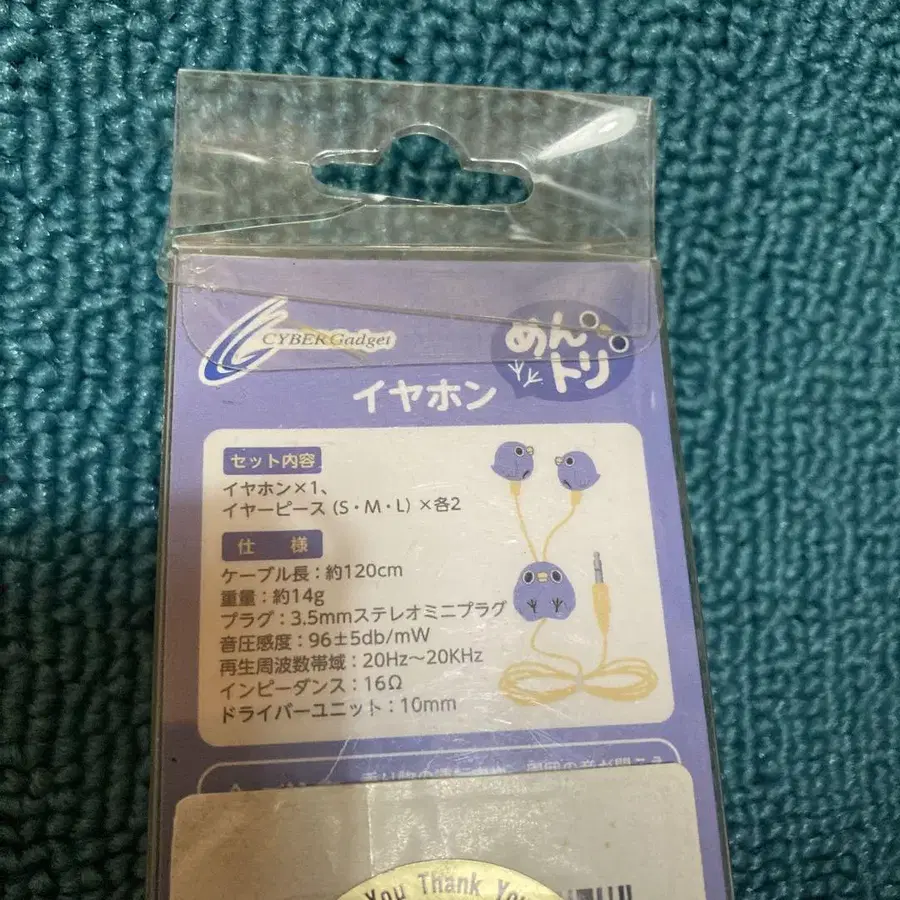 CYBER Gadget
めんトリ
イヤホン
セット内容
イヤホン×1、
イヤーピース (S・M・L) ×各2
仕　様
ケーブル長：約120cm
重量：約14g
プラグ：3.5mmステレオミニプラグ
音圧感度：96±5db/mW
再生周波数帯域：20Hz～20KHz
インピーダンス：16Ω
ドライバーユニット：10mm
You Thank You